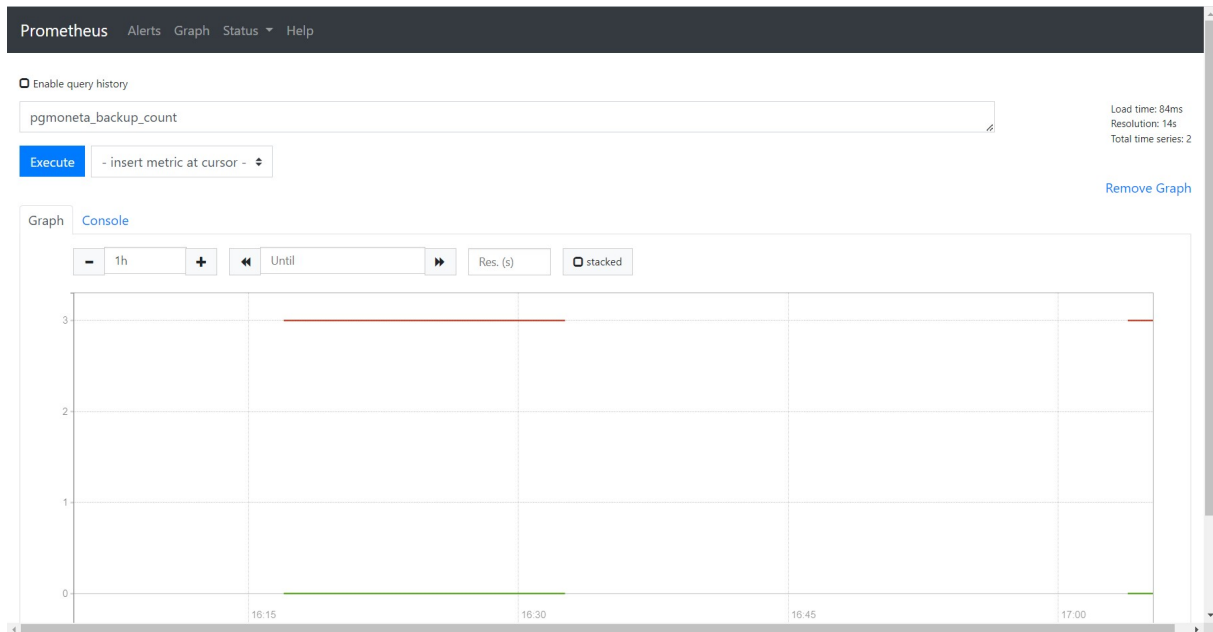 Prometheus Alerts Graph Status Help
Enable query history
pgmoneta_backup_count
Load time: 84ms
Resolution: 14s
Total time series: 2
Execute - insert metric at cursor -
Remove Graph
Graph Console
- 1h + Until Res. (s) stacked
3
2
1
0
16:15 16:30 16:45 17:00